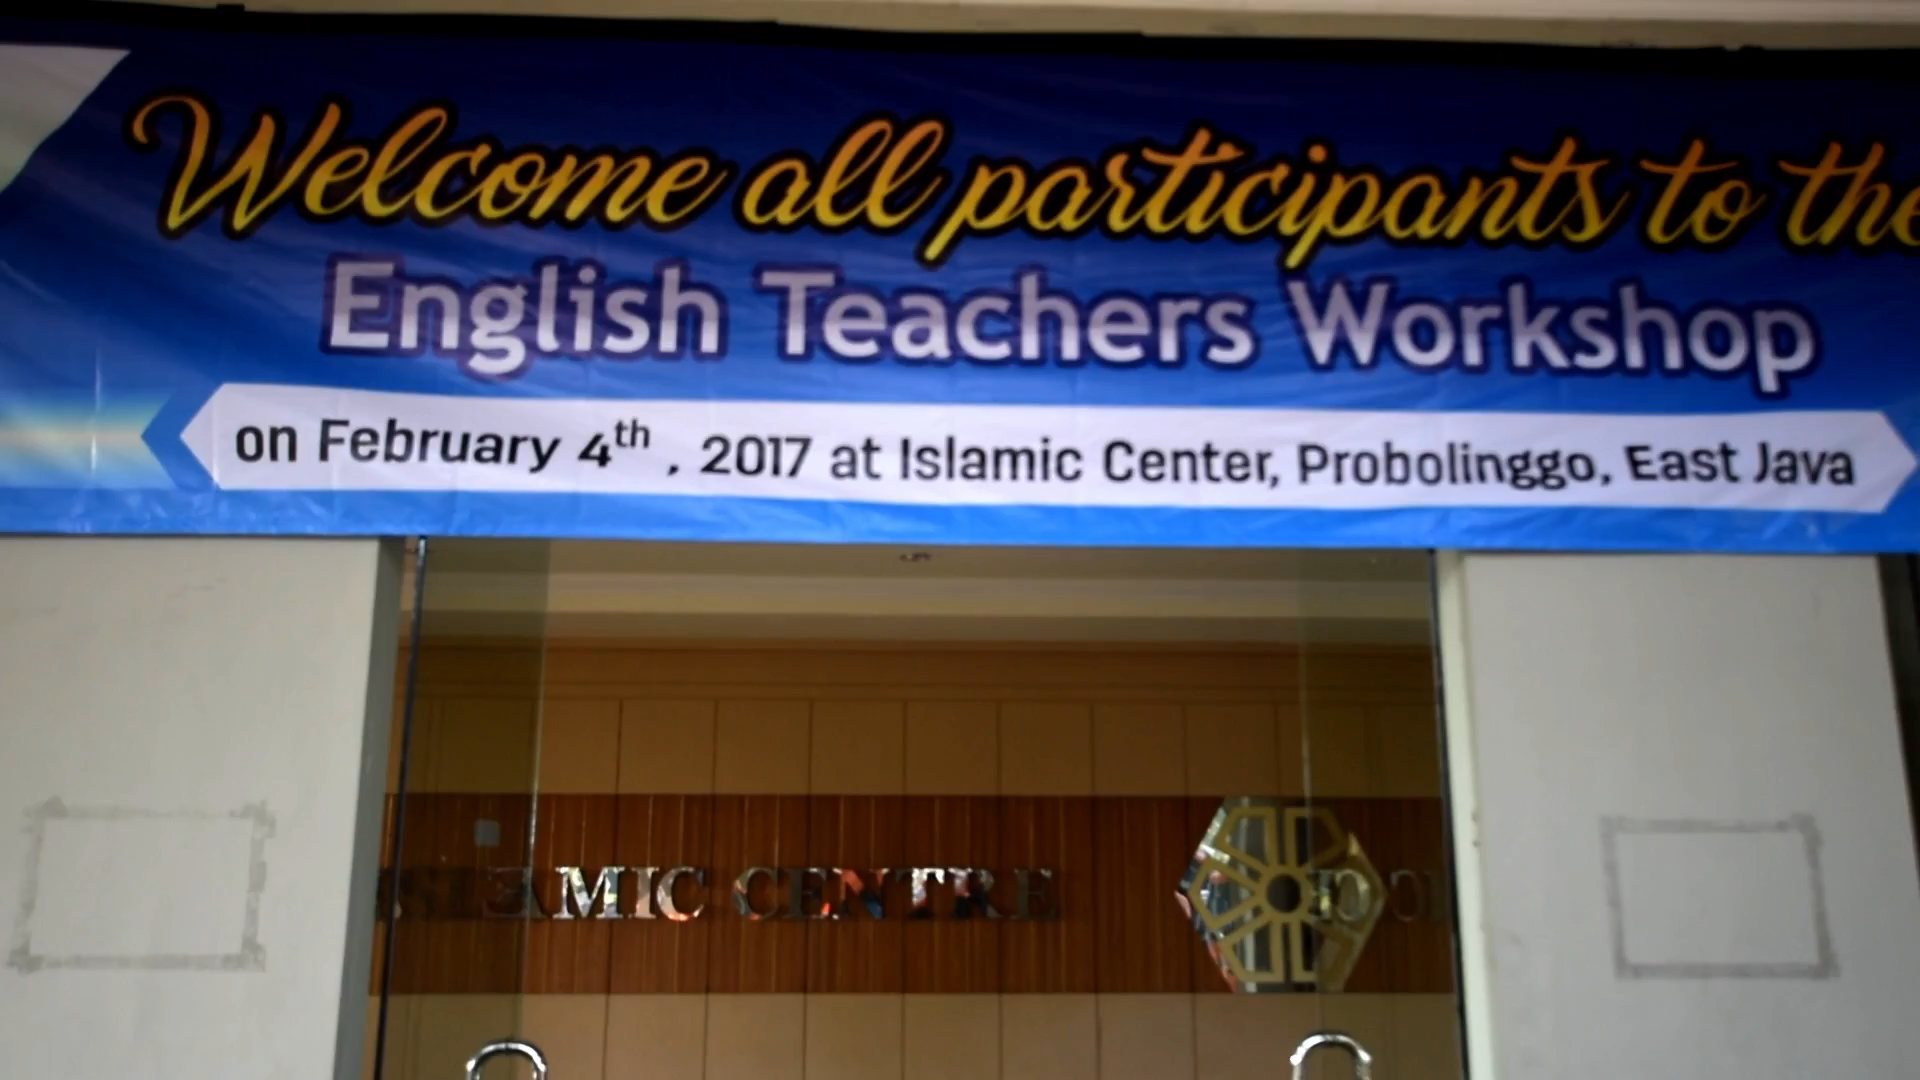 Welcome all participants to the
English Teachers Workshop
on February 4th , 2017 at Islamic Center, Probolinggo, East Java
ISLAMIC CENTRE